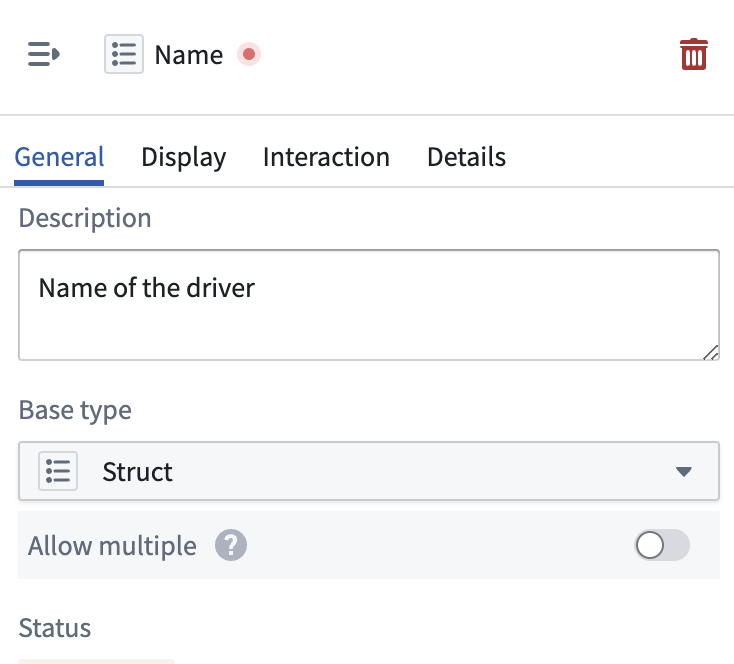 Name
General Display Interaction Details
Description
Name of the driver
Base type
Struct
Allow multiple ?
Status